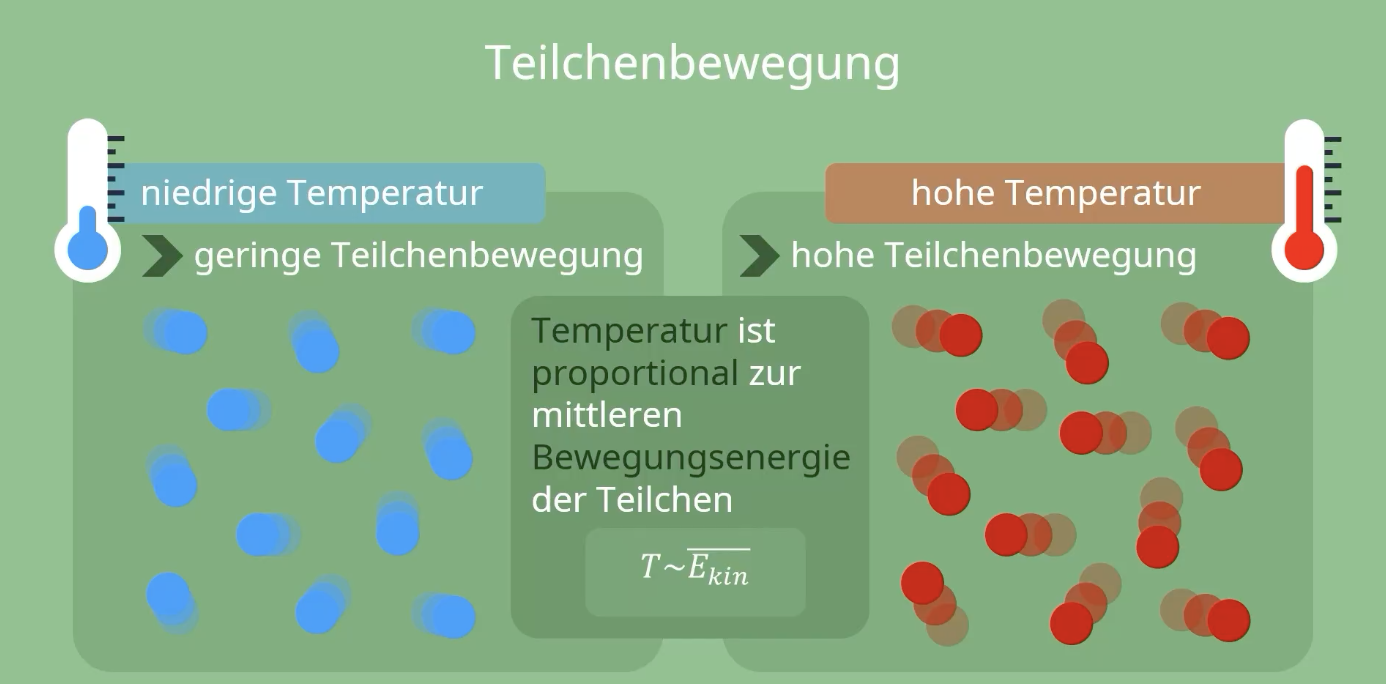 Teilchenbewegung
niedrige Temperatur
geringe Teilchenbewegung
hohe Temperatur
hohe Teilchenbewegung
Temperatur ist
proportional zur
mittleren
Bewegungsenergie
der Teilchen
T~\overline{E_{kin}}